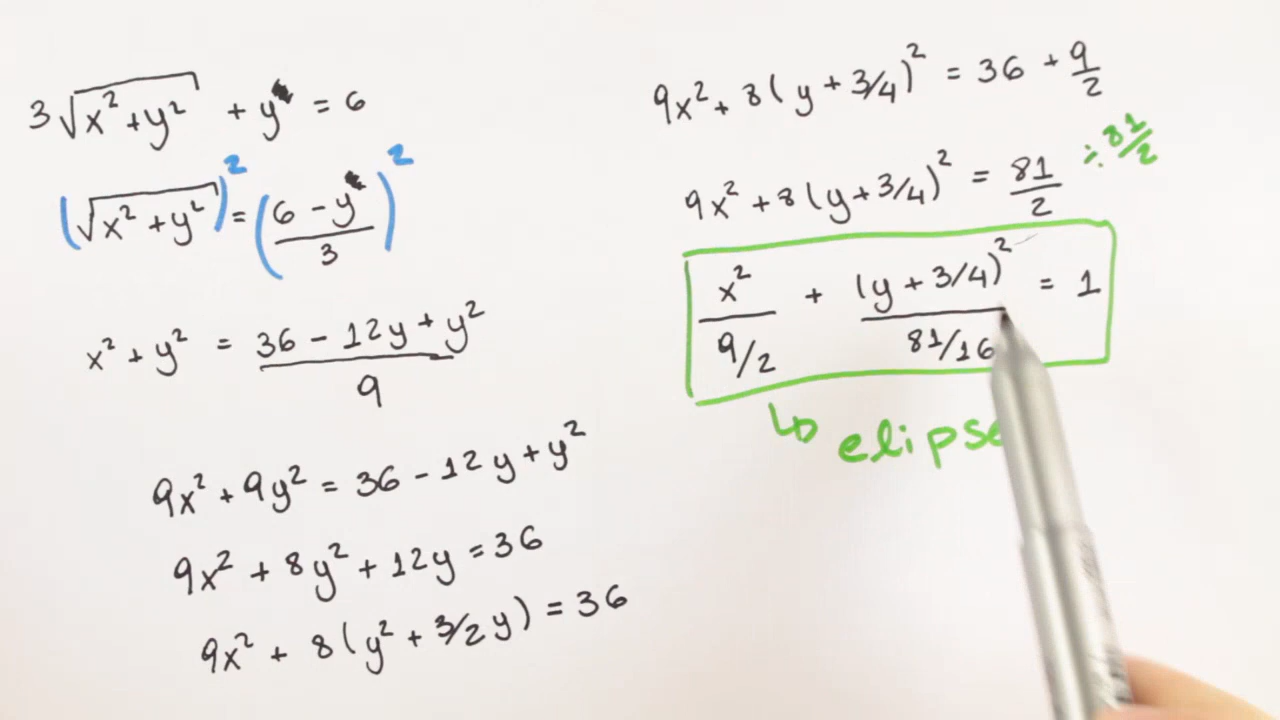 3√(x² + y²) + y = 6
(√(x² + y²))² = ((6 - y)/3)²
x² + y² = (36 - 12y + y²)/9
9x² + 9y² = 36 - 12y + y²
9x² + 8y² + 12y = 36
9x² + 8(y² + 3/2y) = 36
9x² + 8(y + 3/4)² = 36 + 9/2
9x² + 8(y + 3/4)² = 81/2 ÷ 81/2
x²/(9/2) + (y + 3/4)²/(81/16) = 1
↳ elipse